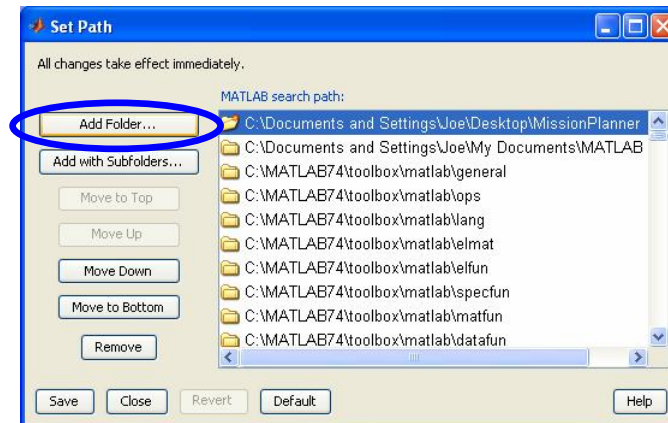 Set Path
All changes take effect immediately.
MATLAB search path:
Add Folder...
Add with Subfolders...
Move to Top
Move Up
Move Down
Move to Bottom
Remove
C:\Documents and Settings\Joe\Desktop\MissionPlanner
C:\Documents and Settings\Joe\My Documents\MATLAB
C:\MATLAB74\toolbox\matlab\general
C:\MATLAB74\toolbox\matlab\ops
C:\MATLAB74\toolbox\matlab\lang
C:\MATLAB74\toolbox\matlab\elmat
C:\MATLAB74\toolbox\matlab\elfun
C:\MATLAB74\toolbox\matlab\specfun
C:\MATLAB74\toolbox\matlab\matfun
C:\MATLAB74\toolbox\matlab\datafun
Save Close Revert Default Help